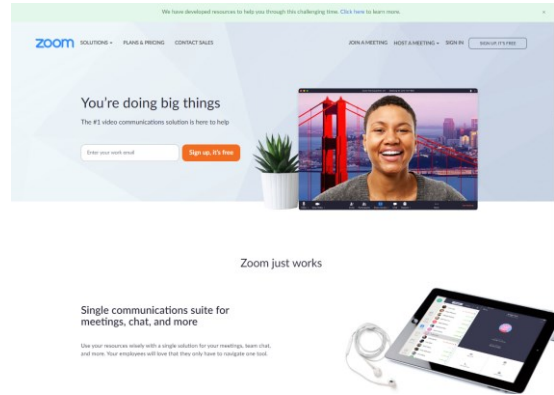 We have developed resources to help you through this challenging time. Click here to learn more.
zoom SOLUTIONS PLANS & PRICING CONTACT SALES JOIN A MEETING HOST A MEETING SIGN IN SIGN UP, IT'S FREE
You're doing big things
The #1 video communications solution is here to help
Enter your work email Sign up, it's free
Zoom just works
Single communications suite for
meetings, chat, and more
Use your resources wisely with a single solution for your meetings, team chat,
and more. Your employees will love that they only have to navigate one tool.